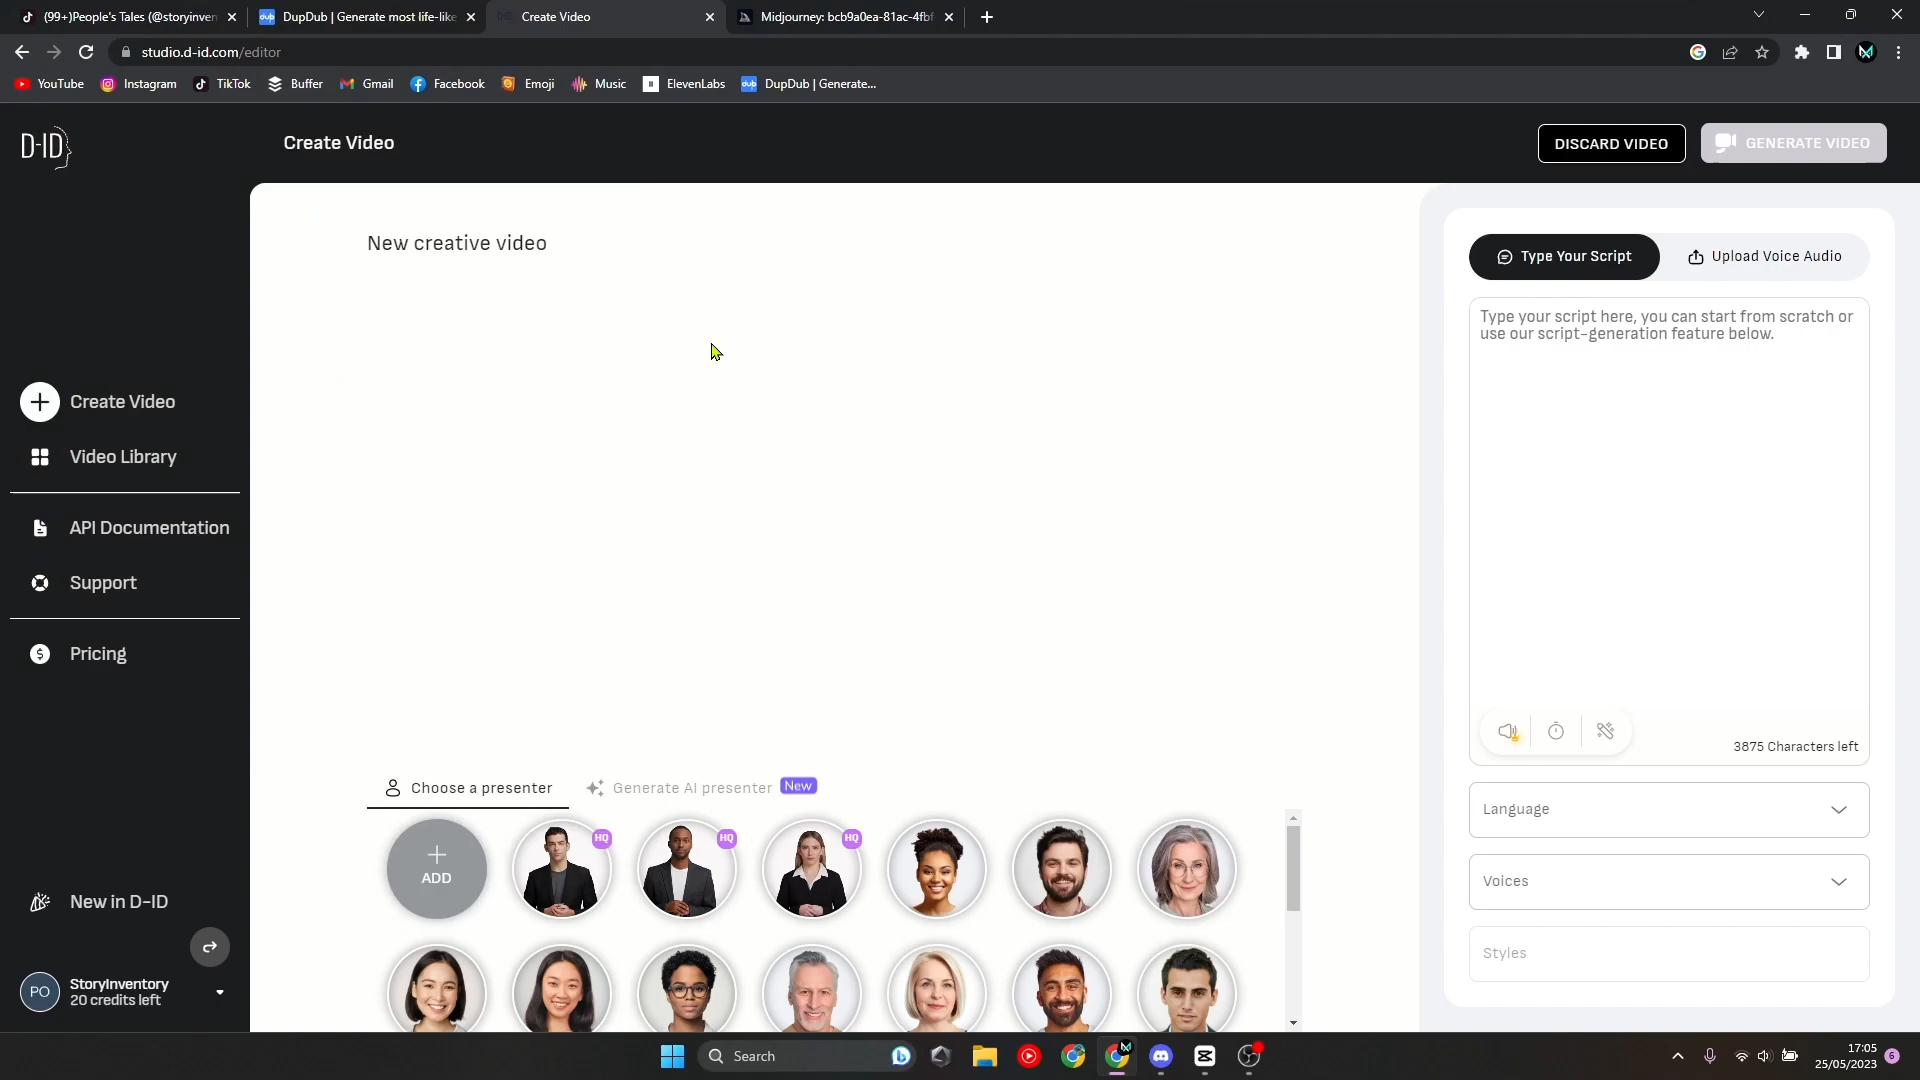 (99+)People's Tales (@storyinven
DupDub | Generate most life-like
Create Video
Midjourney: bcb9a0ea-81ac-4fbf
studio.d-id.com/editor
YouTube
Instagram
TikTok
Buffer
Gmail
Facebook
Emoji
Music
ElevenLabs
DupDub | Generate...
D-ID
Create Video
DISCARD VIDEO
GENERATE VIDEO
New creative video
Type Your Script
Upload Voice Audio
Type your script here, you can start from scratch or
use our script-generation feature below.
Create Video
Video Library
API Documentation
Support
Pricing
3875 Characters left
Choose a presenter
Generate AI presenter
New
Language
HQ
HQ
HQ
ADD
Voices
Styles
New in D-ID
PO
StoryInventory
20 credits left
Search
17:05
25/05/2023
6